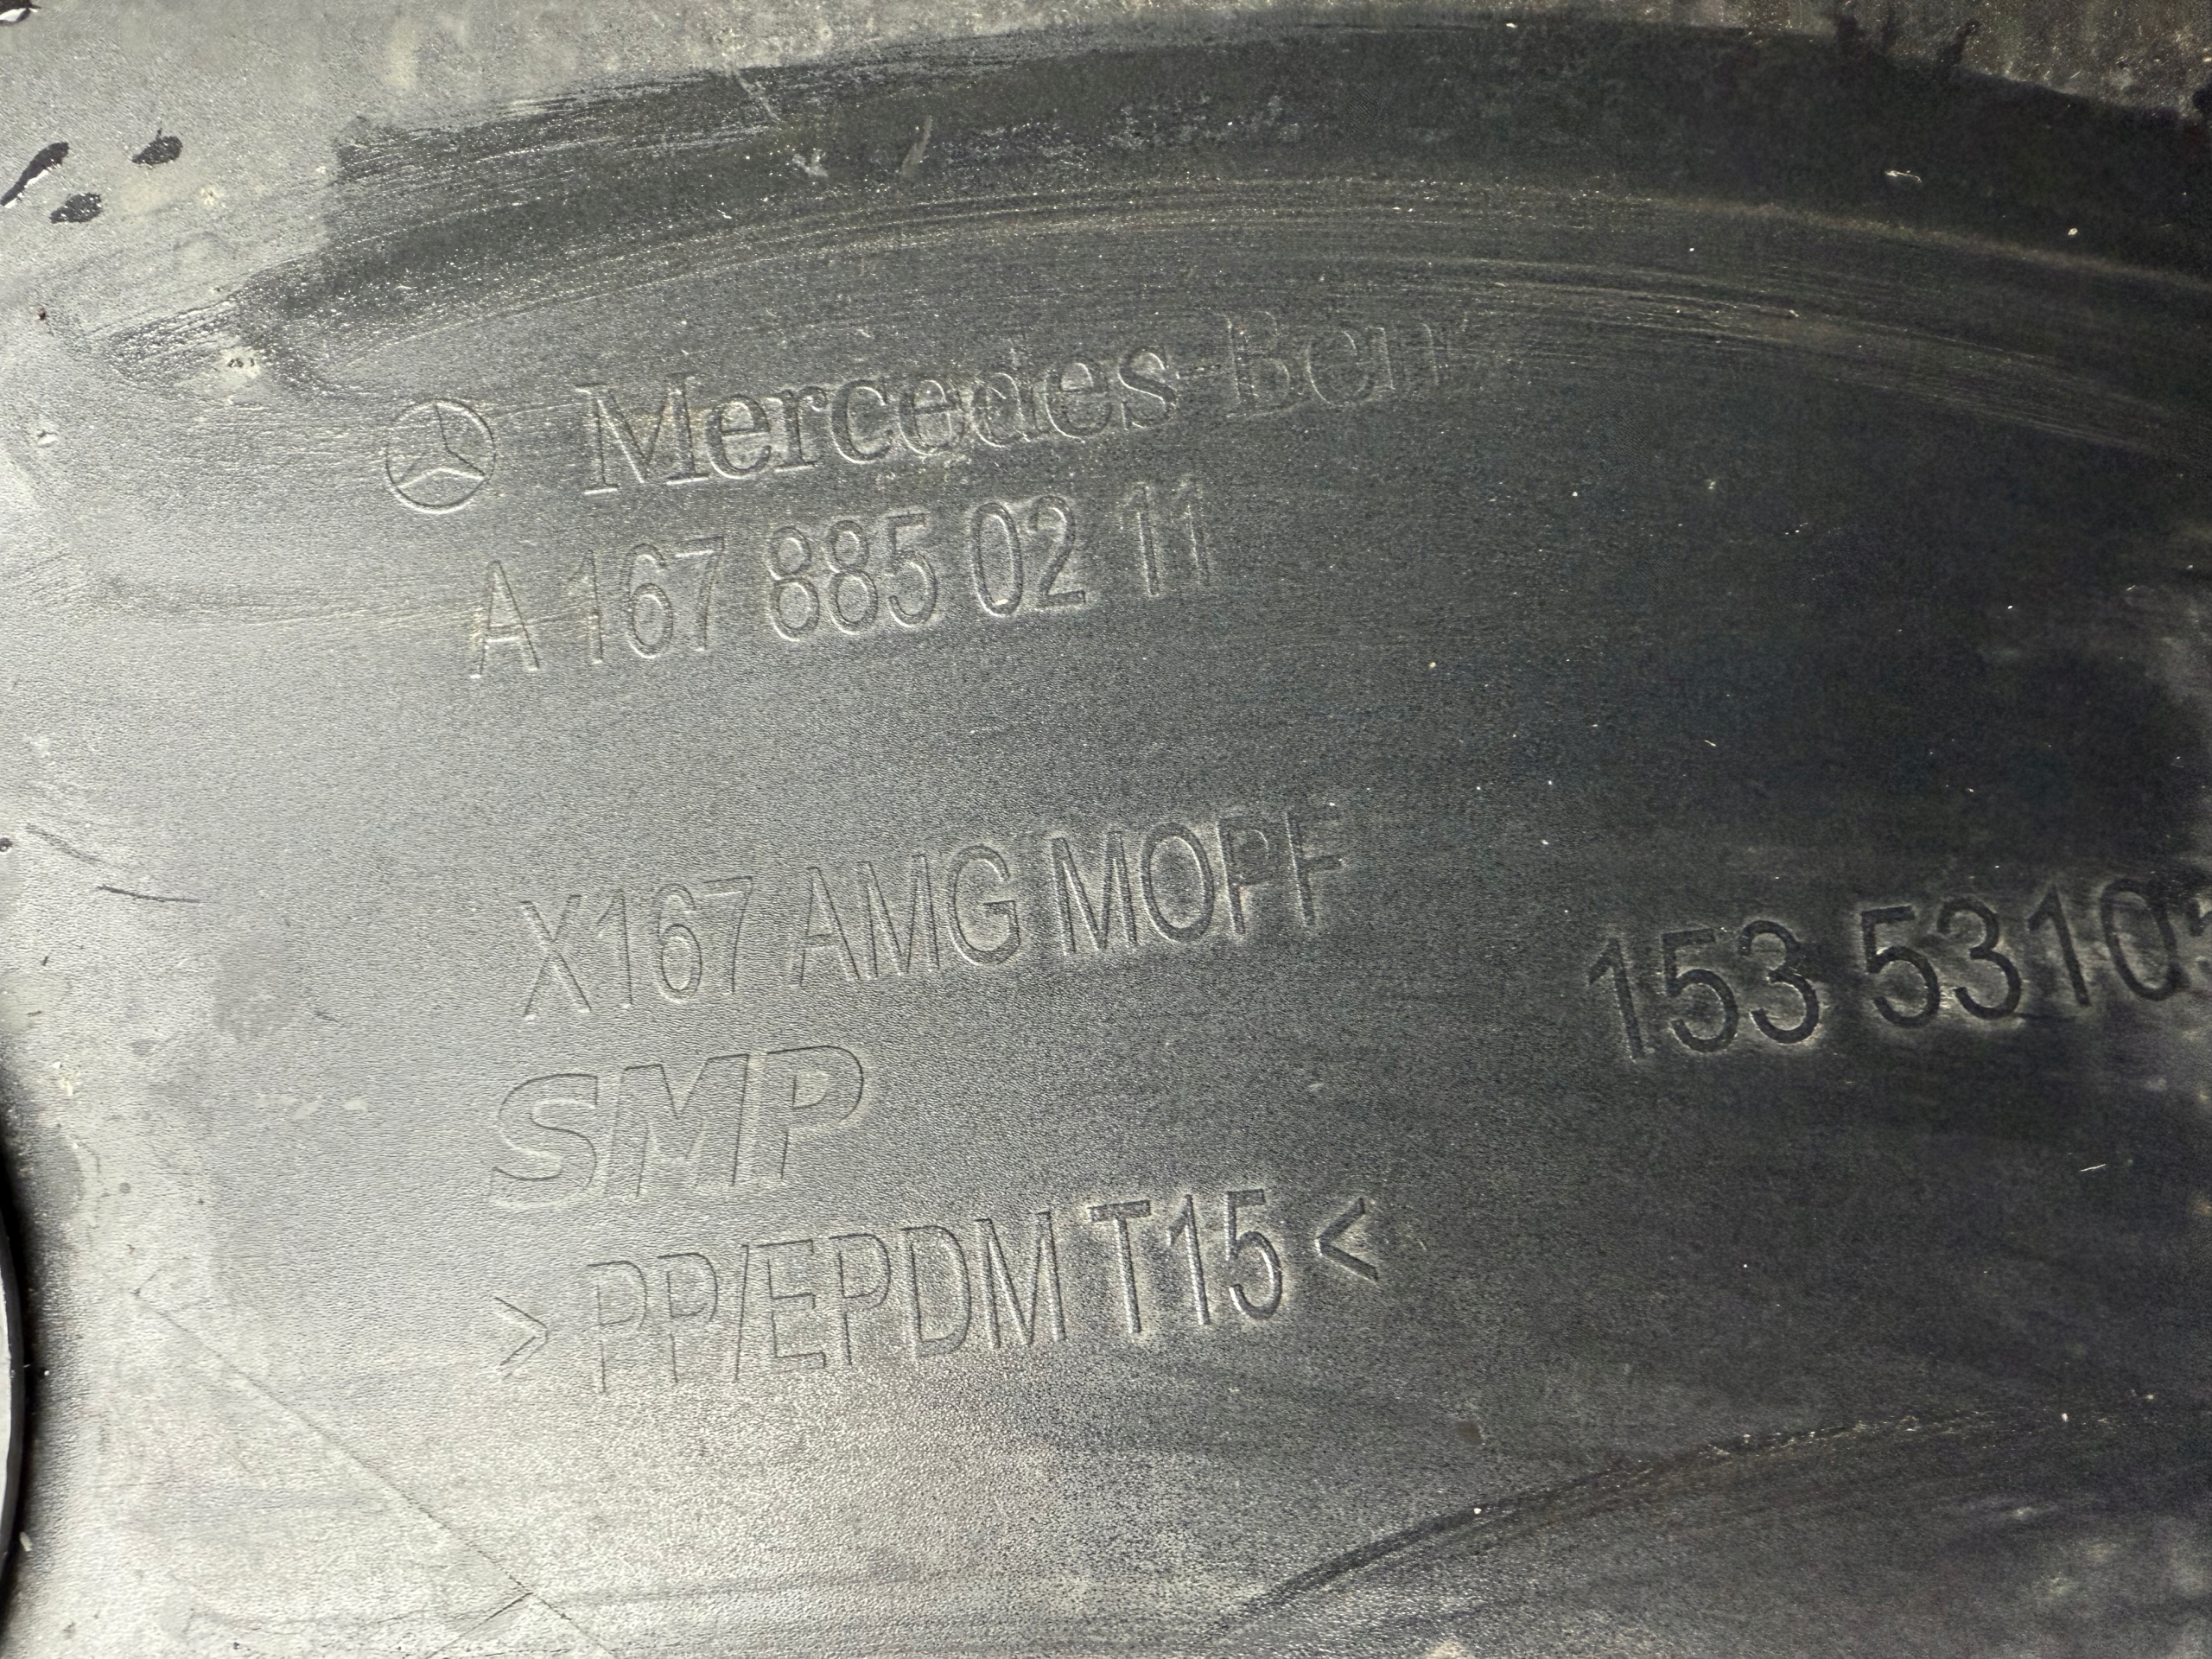 Mercedes-Benz
A 167 885 02 11
X167 AMG MOPF
153 5310
SMP
>PP/EPDM T15<